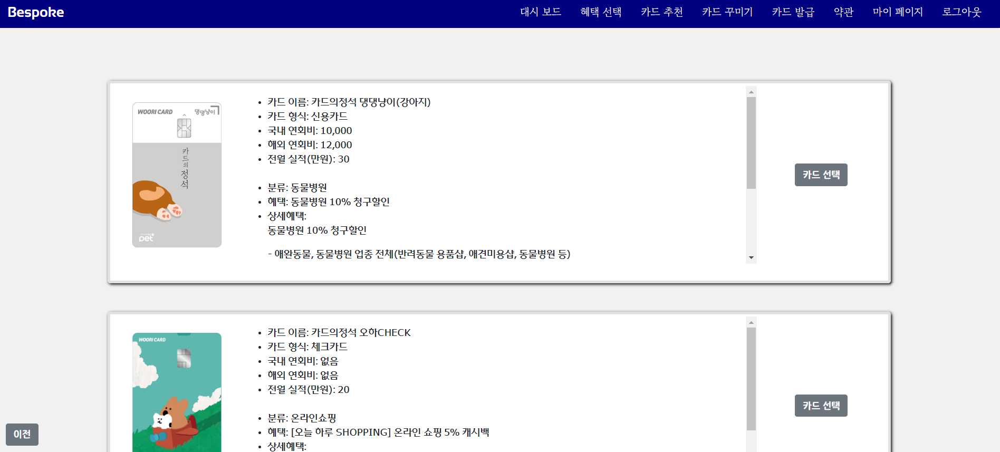 Bespoke
대시 보드 혜택 선택 카드 추천 카드 꾸미기 카드 발급 약관 마이 페이지 로그아웃
WOORI CARD 댕댕냥이
카드의정석
pet
• 카드 이름: 카드의정석 댕댕냥이(강아지)
• 카드 형식: 신용카드
• 국내 연회비: 10,000
• 해외 연회비: 12,000
• 전월 실적(만원): 30
• 분류: 동물병원
• 혜택: 동물병원 10% 청구할인
• 상세혜택:
동물병원 10% 청구할인
- 애완동물, 동물병원 업종 전체(반려동물 용품샵, 애견미용샵, 동물병원 등)
카드 선택
WOORI CARD
• 카드 이름: 카드의정석 오하CHECK
• 카드 형식: 체크카드
• 국내 연회비: 없음
• 해외 연회비: 없음
• 전월 실적(만원): 20
• 분류: 온라인쇼핑
• 혜택: [오늘 하루 SHOPPING] 온라인 쇼핑 5% 캐시백
• 상세혜택:
카드 선택
이전